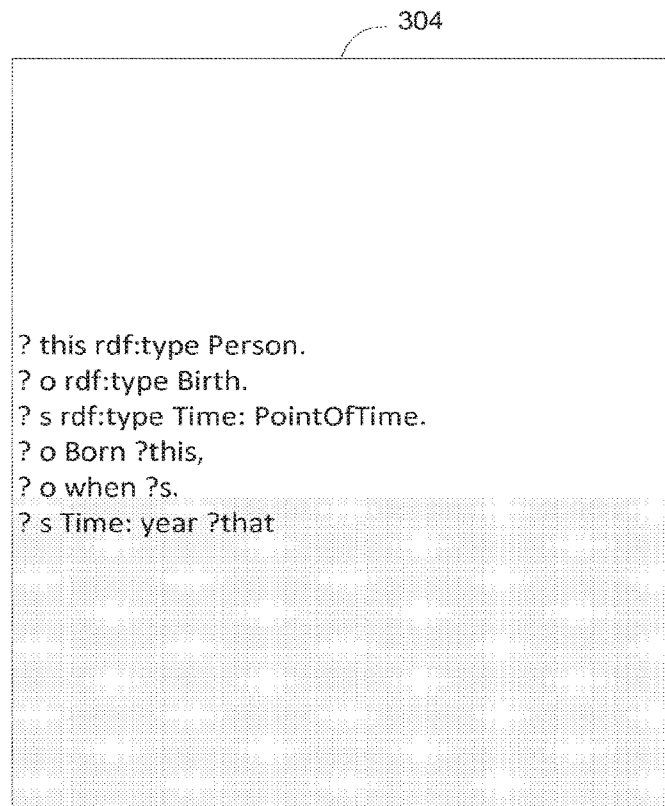 304
? this rdf:type Person.
? o rdf:type Birth.
? s rdf:type Time: PointOfTime.
? o Born ?this,
? o when ?s.
? s Time: year ?that